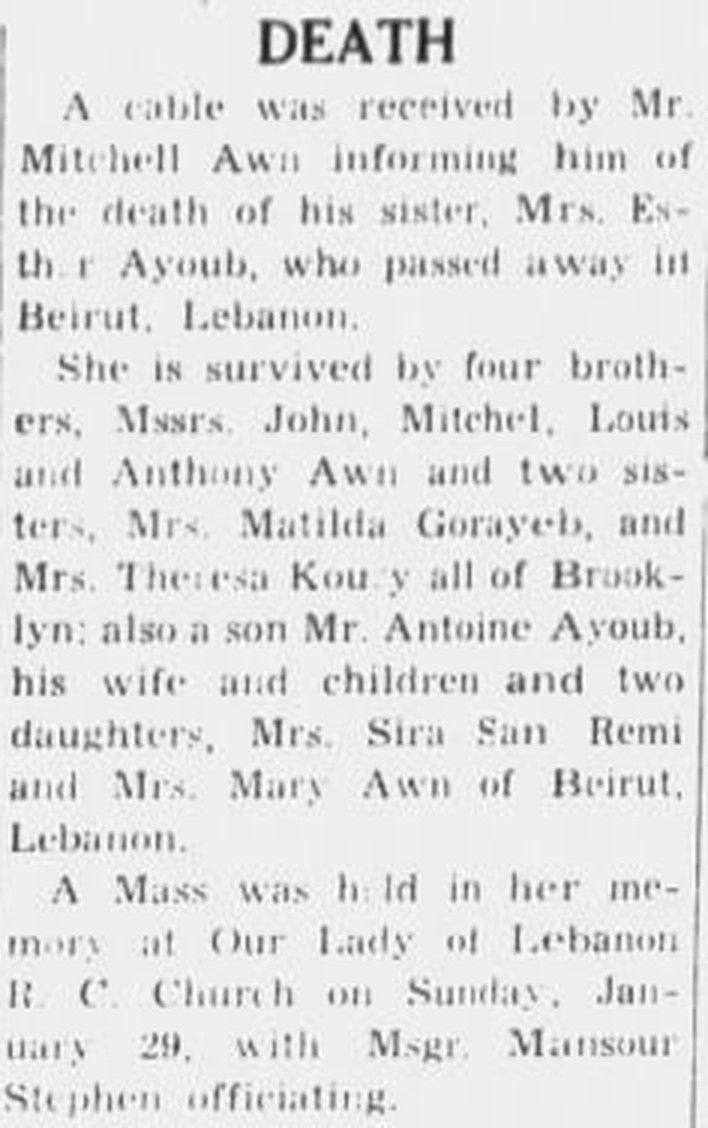 DEATH
A cable was received by Mr.
Mitchell Awn informing him of
the death of his sister, Mrs. Es-
ther Ayoub, who passed away in
Beirut, Lebanon.
She is survived by four broth-
ers, Mssrs. John, Mitchel, Louis
and Anthony Awn and two sis-
ters, Mrs. Matilda Gorayeb, and
Mrs. Theresa Koury all of Brook-
lyn; also a son Mr. Antoine Ayoub,
his wife and children and two
daughters, Mrs. Sira San Remi
and Mrs. Mary Awn of Beirut,
Lebanon.
A Mass was held in her me-
mory at Our Lady of Lebanon
R. C. Church on Sunday, Jan-
uary 29, with Msgr. Mansour
Stephen officiating.